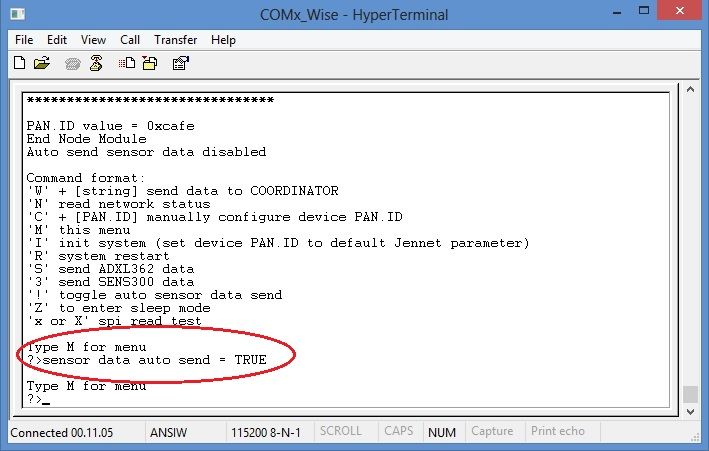 COMx_Wise - HyperTerminal
File Edit View Call Transfer Help
*******************************
PAN.ID value = 0xcafe
End Node Module
Auto send sensor data disabled
Command format:
'W' + [string] send data to COORDINATOR
'N' read network status
'C' + [PAN.ID] manually configure device PAN.ID
'M' this menu
'I' init system (set device PAN.ID to default Jennet parameter)
'R' system restart
'S' send ADXL362 data
'3' send SENS300 data
'!' toggle auto sensor data send
'Z' to enter sleep mode
'x or X' spi read test
Type M for menu
?>sensor data auto send = TRUE
Type M for menu
?>_
Connected 00.11.05 ANSIW 115200 8-N-1 SCROLL CAPS NUM Capture Print echo